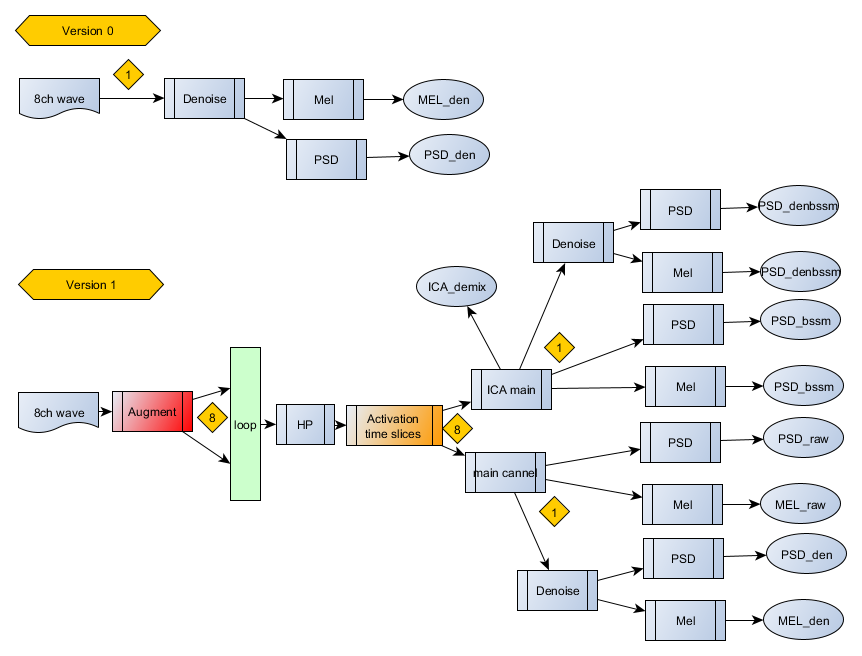 Version 0
1
8ch wave
Denoise
Mel
MEL_den
PSD
PSD_den
Version 1
8ch wave
Augment
8
loop
HP
Activation
time slices
8
ICA_demix
ICA main
1
Denoise
PSD
PSD_denbssm
Mel
PSD_denbssm
PSD
PSD_bssm
Mel
PSD_bssm
main cannel
1
PSD
PSD_raw
Mel
MEL_raw
Denoise
PSD
PSD_den
Mel
MEL_den